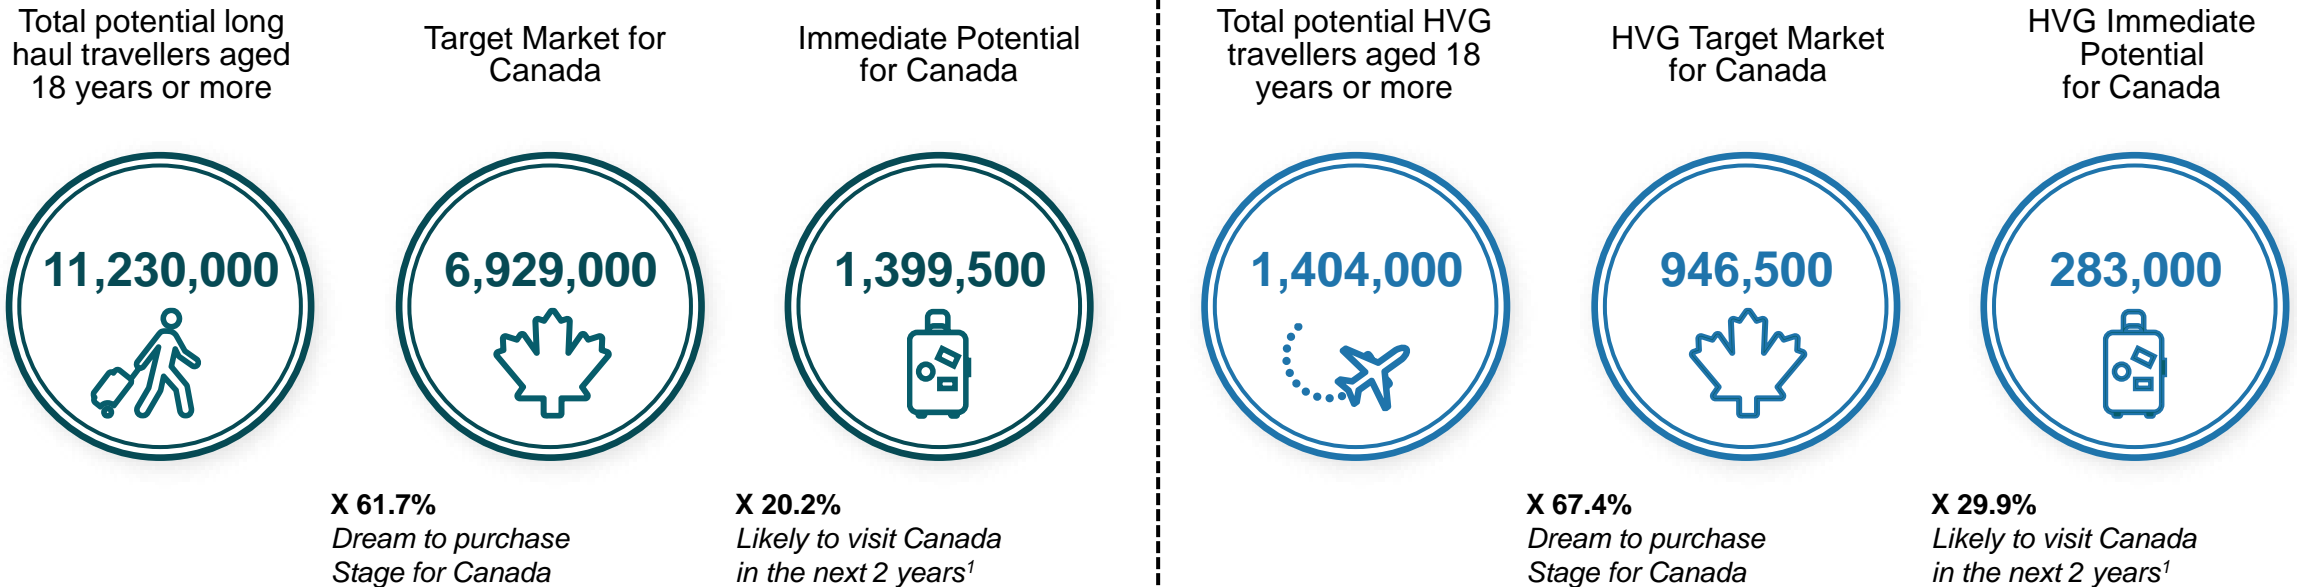 Total potential long
haul travellers aged
18 years or more
Target Market for
Canada
Immediate Potential
for Canada
11,230,000
6,929,000
1,399,500
X 61.7%
Dream to purchase
Stage for Canada
X 20.2%
Likely to visit Canada
in the next 2 years¹
Total potential HVG
travellers aged 18
years or more
HVG Target Market
for Canada
HVG Immediate
Potential
for Canada
1,404,000
946,500
283,000
X 67.4%
Dream to purchase
Stage for Canada
X 29.9%
Likely to visit Canada
in the next 2 years¹